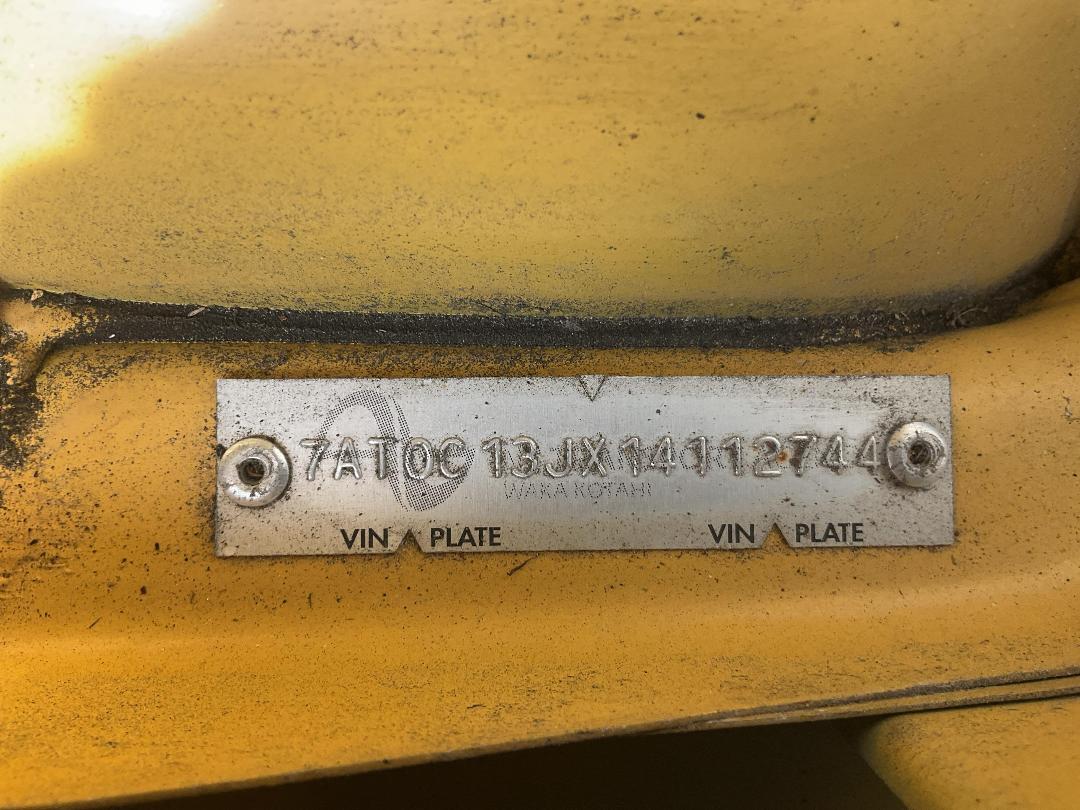 7AT0C13JX14112744
WAKA KOTAHI
VIN PLATE VIN PLATE